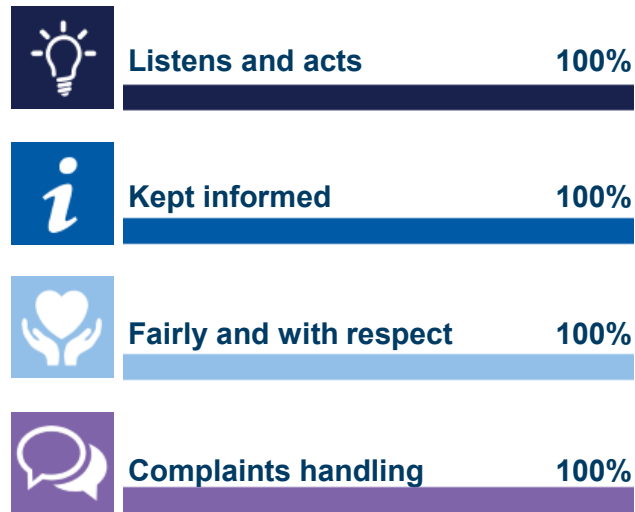 Listens and acts 100%
Kept informed 100%
Fairly and with respect 100%
Complaints handling 100%